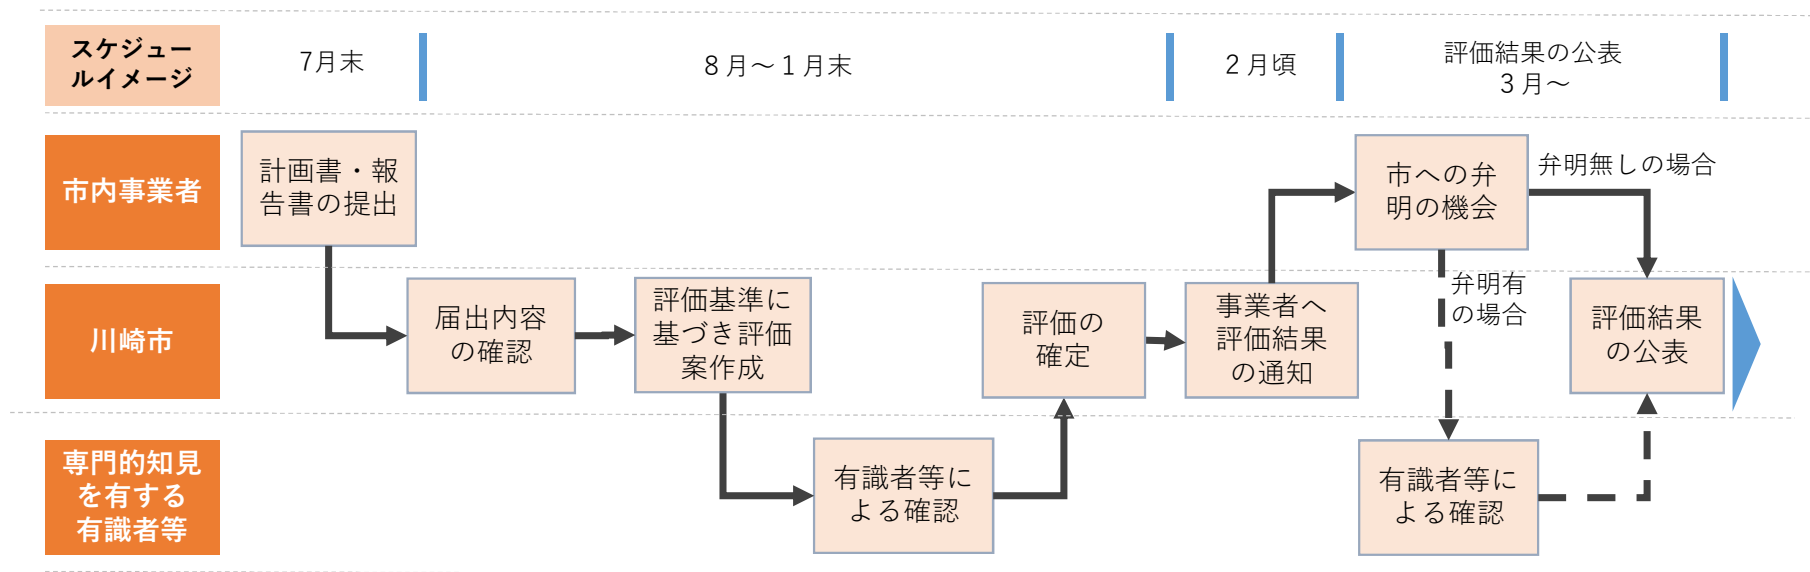 スケジュー
ルイメージ
7月末
8月～1月末
2月頃
評価結果の公表
3月～
市内事業者
計画書・報
告書の提出
市への弁
明の機会
弁明無しの場合
川崎市
届出内容
の確認
評価基準に
基づき評価
案作成
評価の
確定
事業者へ
評価結果
の通知
弁明有
の場合
評価結果
の公表
専門的知見
を有する
有識者等
有識者等に
よる確認
有識者等に
よる確認